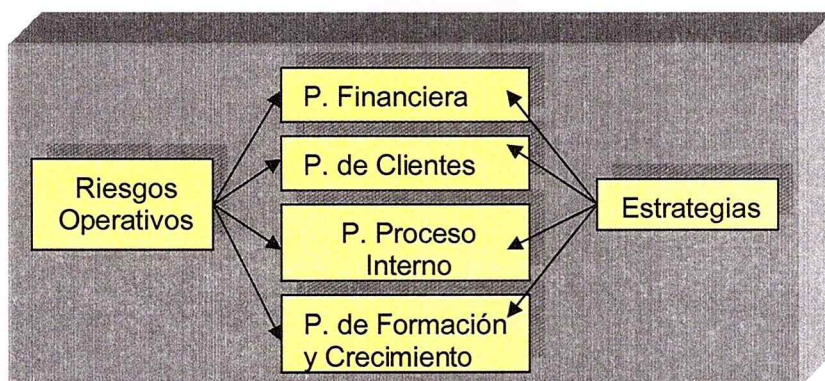 P. Financiera
P. de Clientes
Riesgos
Operativos
Estrategias
P. Proceso
Interno
P. de Formación
y Crecimiento